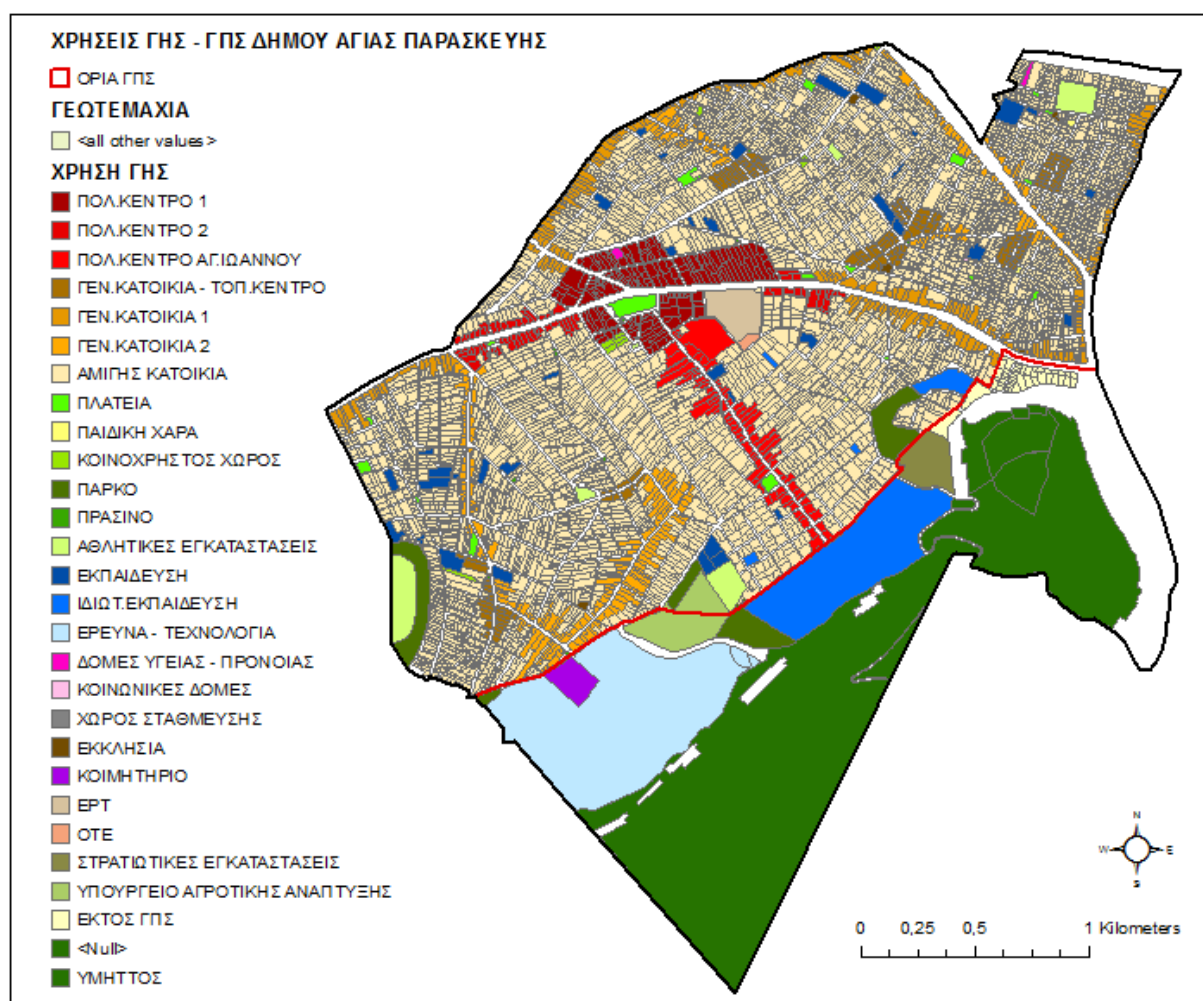 ΧΡΗΣΕΙΣ ΓΗΣ - ΓΠΣ ΔΗΜΟΥ ΑΓΙΑΣ ΠΑΡΑΣΚΕΥΗΣ
ΟΡΙΑ ΓΠΣ
ΓΕΩΤΕΜΑΧΙΑ
<all other values>
ΧΡΗΣΗ ΓΗΣ
ΠΟΛ.ΚΕΝΤΡΟ 1
ΠΟΛ.ΚΕΝΤΡΟ 2
ΠΟΛ.ΚΕΝΤΡΟ ΑΓ.ΙΩΑΝΝΟΥ
ΓΕΝ.ΚΑΤΟΙΚΙΑ - ΤΟΠ.ΚΕΝΤΡΟ
ΓΕΝ.ΚΑΤΟΙΚΙΑ 1
ΓΕΝ.ΚΑΤΟΙΚΙΑ 2
ΑΜΙΓΗΣ ΚΑΤΟΙΚΙΑ
ΠΛΑΤΕΙΑ
ΠΑΙΔΙΚΗ ΧΑΡΑ
ΚΟΙΝΟΧΡΗΣΤΟΣ ΧΩΡΟΣ
ΠΑΡΚΟ
ΠΡΑΣΙΝΟ
ΑΘΛΗΤΙΚΕΣ ΕΓΚΑΤΑΣΤΑΣΕΙΣ
ΕΚΠΑΙΔΕΥΣΗ
ΙΔΙΩΤ.ΕΚΠΑΙΔΕΥΣΗ
ΕΡΕΥΝΑ - ΤΕΧΝΟΛΟΓΙΑ
ΔΟΜΕΣ ΥΓΕΙΑΣ - ΠΡΟΝΟΙΑΣ
ΚΟΙΝΩΝΙΚΕΣ ΔΟΜΕΣ
ΧΩΡΟΣ ΣΤΑΘΜΕΥΣΗΣ
ΕΚΚΛΗΣΙΑ
ΚΟΙΜΗΤΗΡΙΟ
ΕΡΤ
ΟΤΕ
ΣΤΡΑΤΙΩΤΙΚΕΣ ΕΓΚΑΤΑΣΤΑΣΕΙΣ
ΥΠΟΥΡΓΕΙΟ ΑΓΡΟΤΙΚΗΣ ΑΝΑΠΤΥΞΗΣ
ΕΚΤΟΣ ΓΠΣ
<Null>
ΥΜΗΤΤΟΣ
N
W E
S
0 0,25 0,5 1 Kilometers